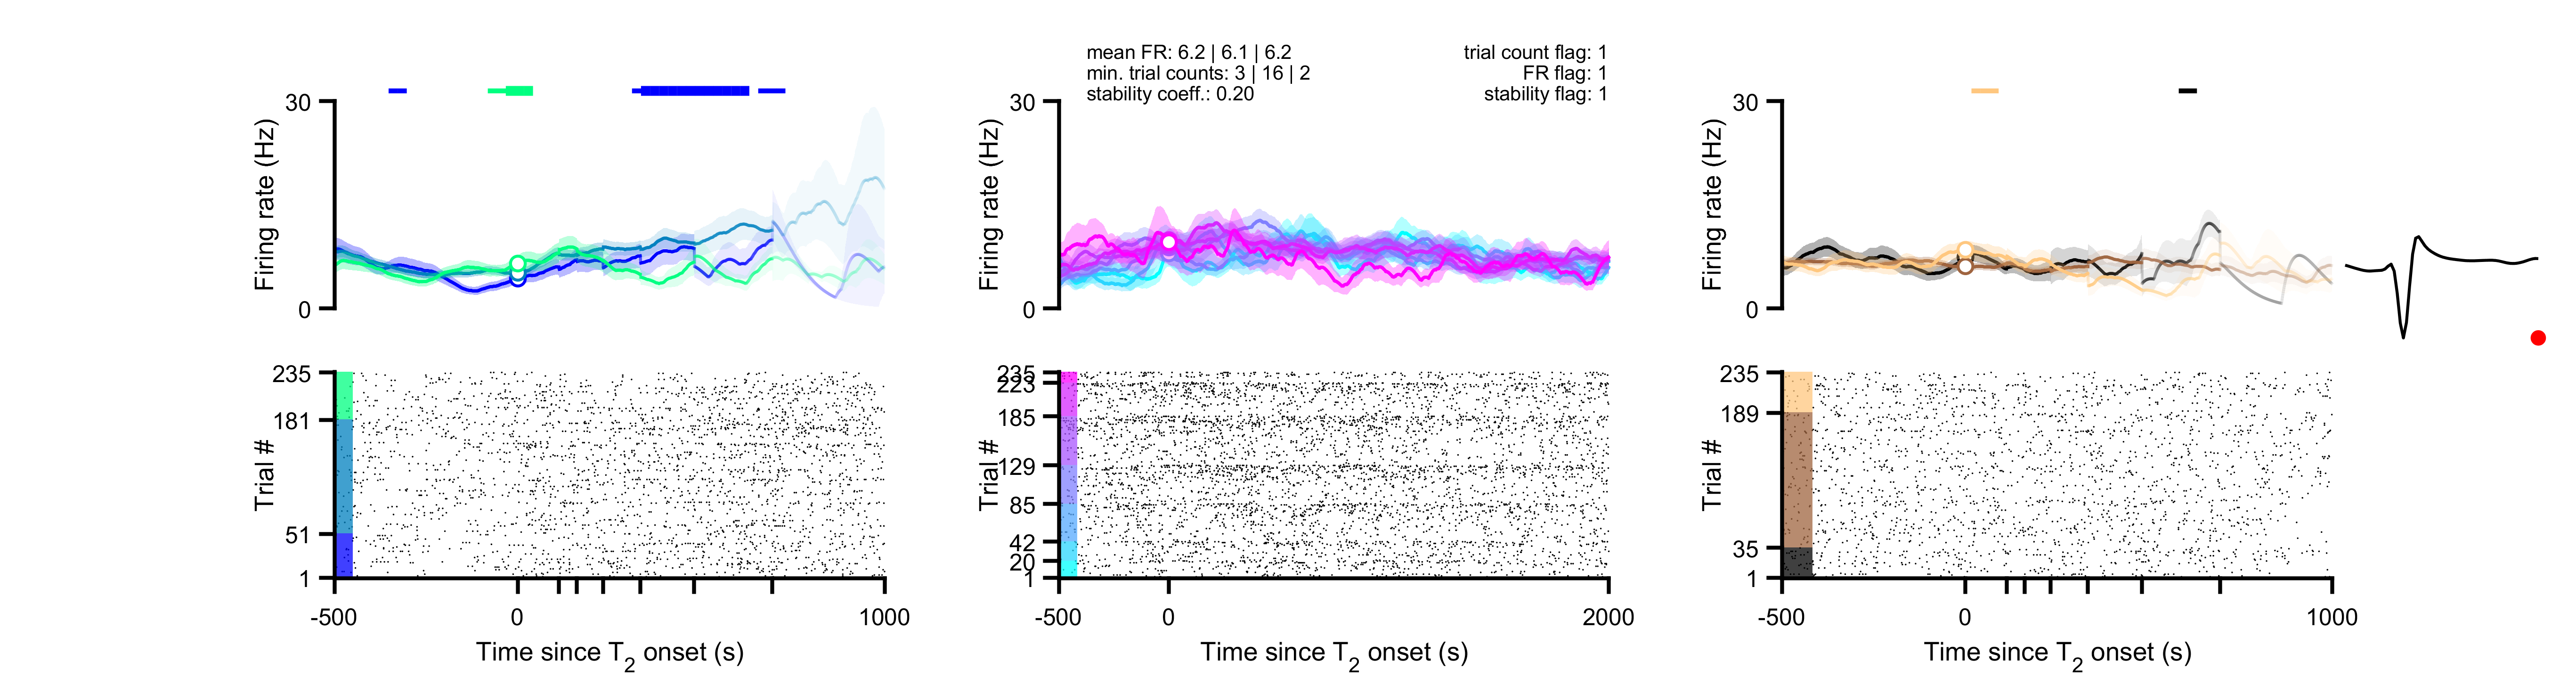 mean FR: 6.2 | 6.1 | 6.2
min. trial counts: 3 | 16 | 2
stability coeff.: 0.20
trial count flag: 1
FR flag: 1
stability flag: 1
30
0
Firing rate (Hz)
235
181
51
1
Trial #
-500
0
1000
Time since T2 onset (s)
30
0
Firing rate (Hz)
235
223
185
129
85
42
20
1
Trial #
-500
0
2000
Time since T2 onset (s)
30
0
Firing rate (Hz)
235
189
35
1
Trial #
-500
0
1000
Time since T2 onset (s)